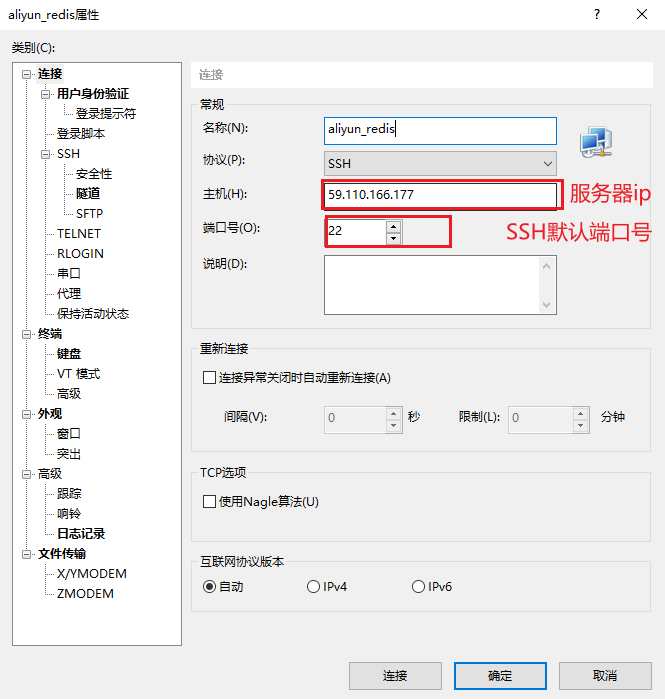 aliyun_redis属性
类别(C):
连接
用户身份验证
登录提示符
登录脚本
SSH
安全性
隧道
SFTP
TELNET
RLOGIN
串口
代理
保持活动状态
终端
键盘
VT 模式
高级
外观
窗口
突出
高级
跟踪
响铃
日志记录
文件传输
X/YMODEM
ZMODEM
连接
常规
名称(N): aliyun_redis
协议(P): SSH
主机(H): 59.110.166.177 服务器ip
端口号(O): 22 SSH默认端口号
说明(D):
重新连接
连接异常关闭时自动重新连接(A)
间隔(V): 0 秒 限制(L): 0 分钟
TCP选项
使用Nagle算法(U)
互联网协议版本
自动 IPv4 IPv6
连接 确定 取消